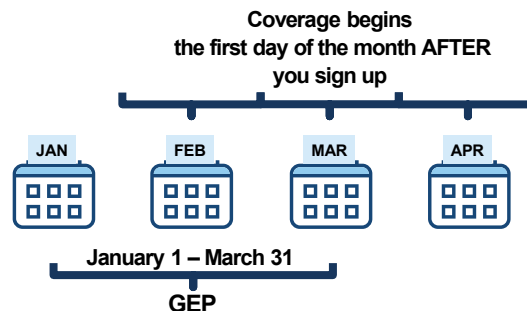 Coverage begins
the first day of the month AFTER
you sign up
JAN
FEB
MAR
APR
January 1 – March 31
GEP